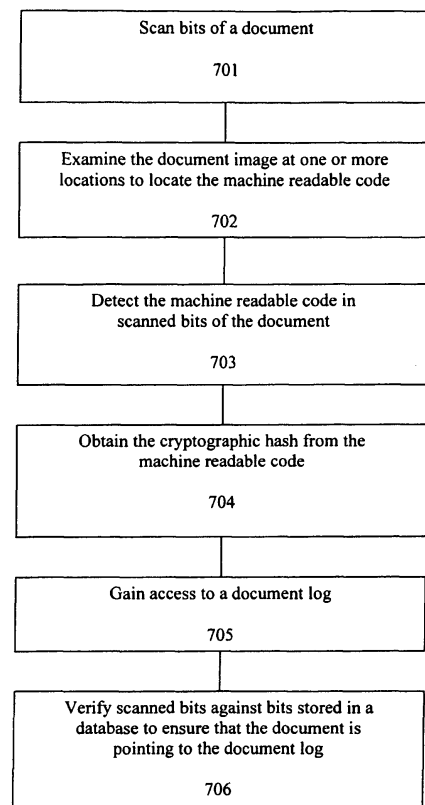 Scan bits of a document
701
Examine the document image at one or more
locations to locate the machine readable code
702
Detect the machine readable code in
scanned bits of the document
703
Obtain the cryptographic hash from the
machine readable code
704
Gain access to a document log
705
Verify scanned bits against bits stored in a
database to ensure that the document is
pointing to the document log
706